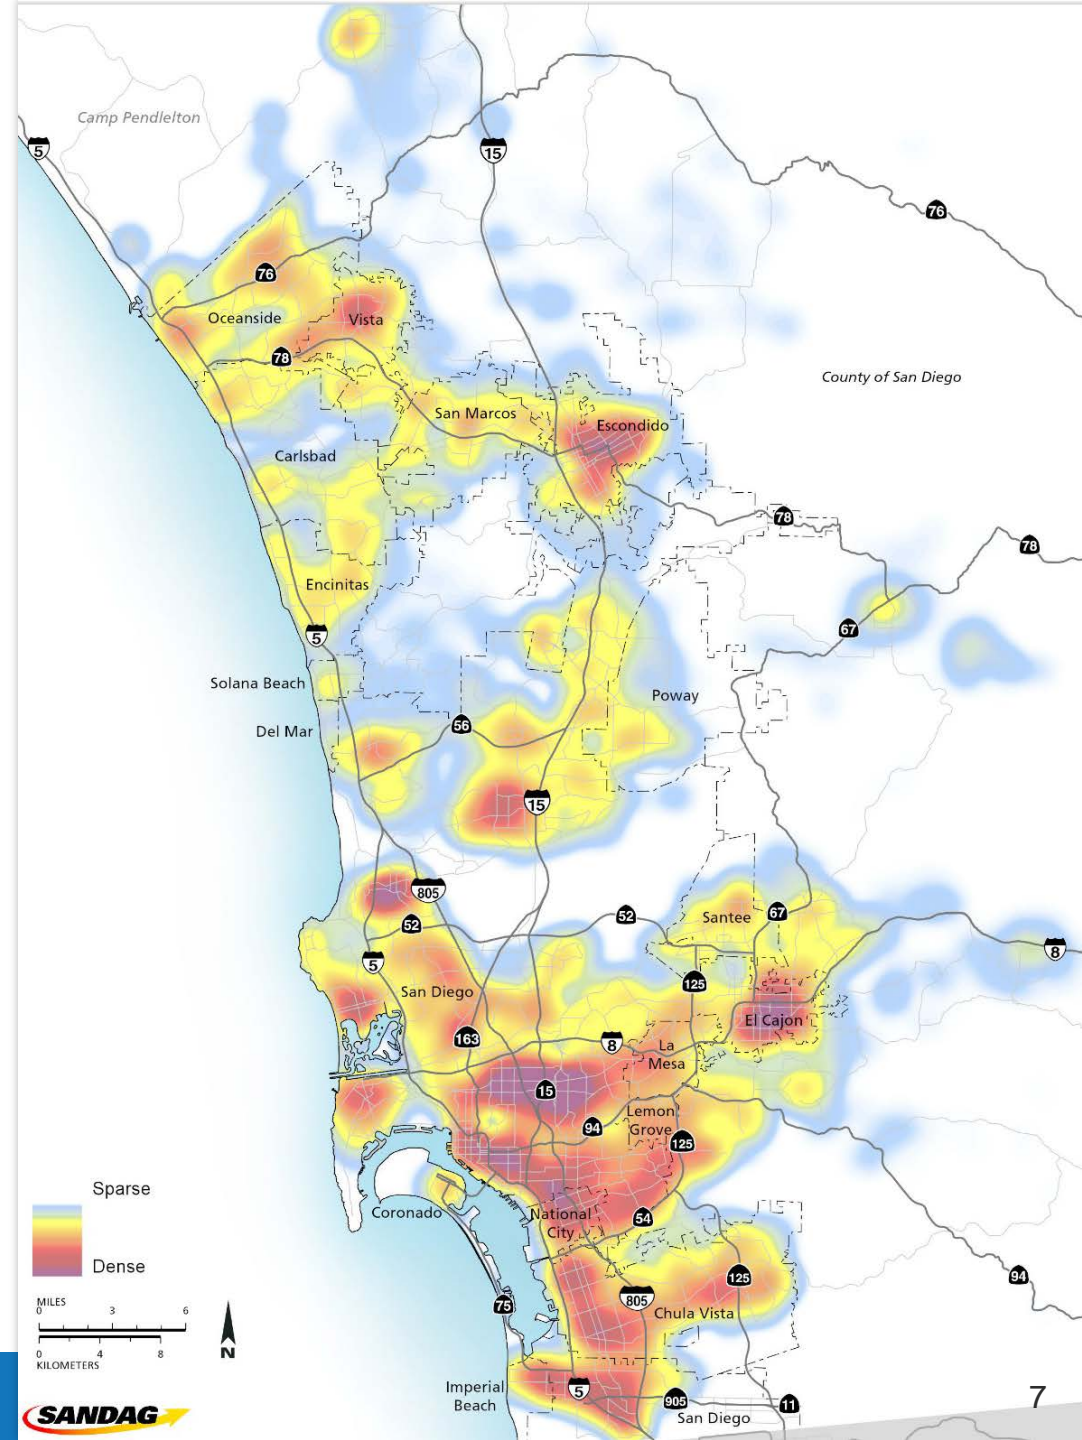 Camp Pendlelton
5
15
76
76
Oceanside
Vista
78
County of San Diego
San Marcos
Escondido
Carlsbad
78
78
Encinitas
67
5
Solana Beach
Poway
Del Mar
56
15
805
52
52
Santee
67
8
5
125
San Diego
El Cajon
163
8
La
Mesa
15
94
Lemon
Grove
125
Sparse
Coronado
National
City
54
Dense
125
94
MILES
0 3 6
75
805
Chula Vista
N
0 4 8
KILOMETERS
Imperial
Beach
5
905
11
7
San Diego
SANDAG